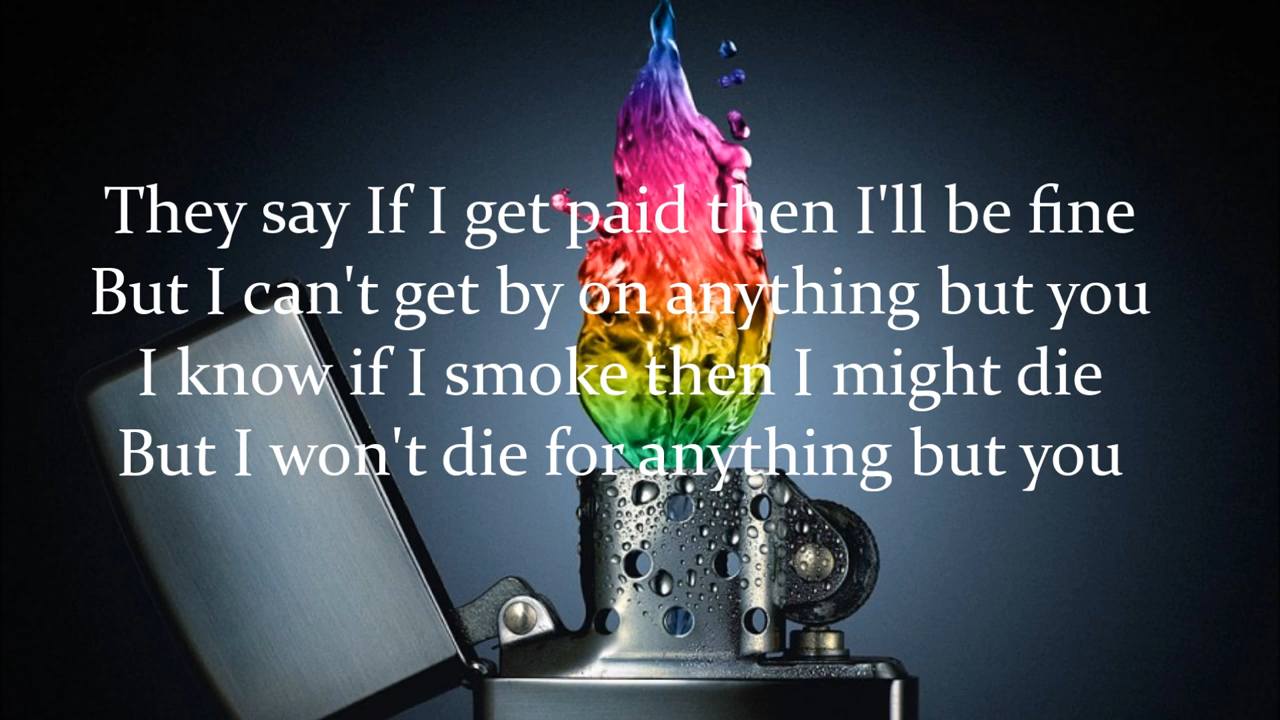 They say If I get paid then I'll be fine
But I can't get by on anything but you
I know if I smoke then I might die
But I won't die for anything but you